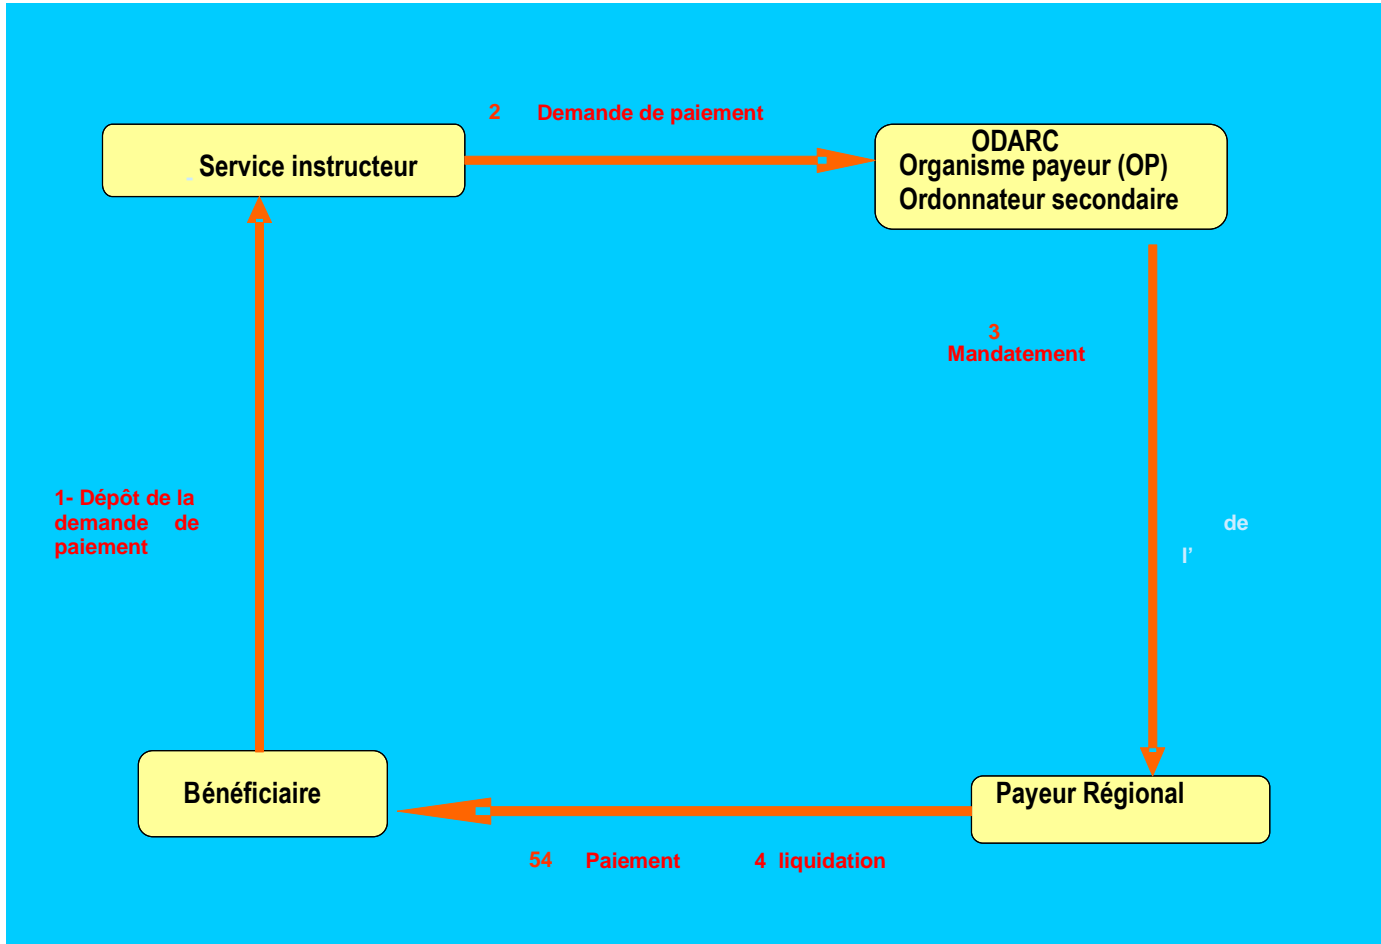 2 Demande de paiement
- Service instructeur
ODARC
Organisme payeur (OP)
Ordonnateur secondaire
3
Mandatement
1- Dépôt de la
demande de
paiement
de
l’
Bénéficiaire
Payeur Régional
54 Paiement 4 liquidation